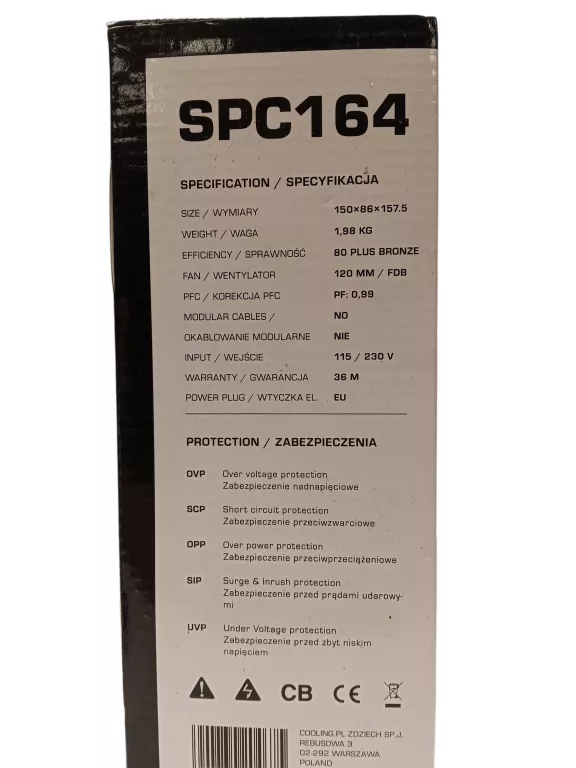 SPC164
SPECIFICATION / SPECYFIKACJA
SIZE / WYMIARY 150×86×157.5
WEIGHT / WAGA 1,98 KG
EFFICIENCY / SPRAWNOŚĆ 80 PLUS BRONZE
FAN / WENTYLATOR 120 MM / FDB
PFC / KOREKCJA PFC PF: 0,99
MODULAR CABLES / NO
OKABLOWANIE MODULARNE NIE
INPUT / WEJŚCIE 115 / 230 V
WARRANTY / GWARANCJA 36 M
POWER PLUG / WTYCZKA EL. EU
PROTECTION / ZABEZPIECZENIA
OVP Over voltage protection
Zabezpieczenie nadnapięciowe
SCP Short circuit protection
Zabezpieczenie przeciwzwarciowe
OPP Over power protection
Zabezpieczenie przeciwprzeciążeniowe
SIP Surge & Inrush protection
Zabezpieczenie przed prądami udarowy-
mi
UVP Under Voltage protection
Zabezpieczenie przed zbyt niskim
napięciem
CB CE
COOLING.PL ZOZIECH SP.J.
REBUSOWA 3
02-292 WARSZAWA
POLAND